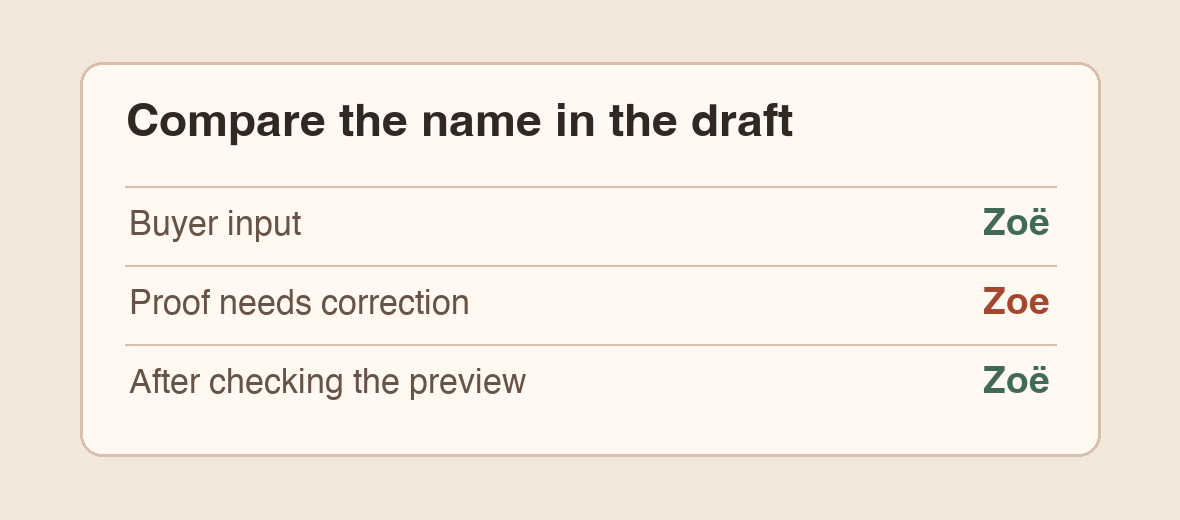 Compare the name in the draft
Buyer input Zoë
Proof needs correction Zoe
After checking the preview Zoë